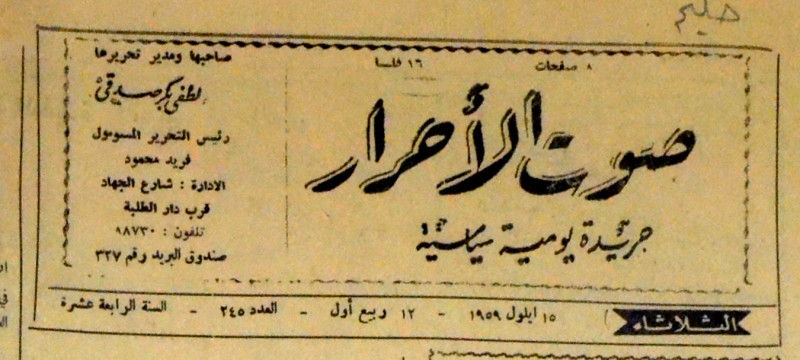 حليم
٨ صفحات
١٦ فلسا
صوت الأحرار
جريدة يومية سياسية
صاحبها ومدير تحريرها
لطفي بكر صدقي
رئيس التحرير المسوءول
فريد محمود
الادارة : شارع الجهاد
قرب دار الطلبة
تلفون : ٨٨٧٣٠
صندوق البريد رقم ٣٢٧
الثلاثاء ١٥ ايلول ١٩٥٩ - ١٢ ربيع أول - العدد ٢٤٥ - السنة الرابعة عشرة